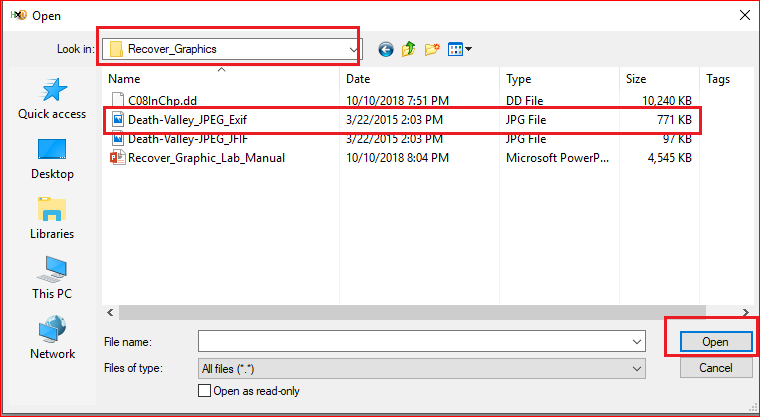 Open
Look in: Recover_Graphics
Name Date Type Size Tags
C08InChp.dd 10/10/2018 7:51 PM DD File 10,240 KB
Death-Valley_JPEG_Exif 3/22/2015 2:03 PM JPG File 771 KB
Death-Valley_JPEG_JFIF 3/22/2015 2:03 PM JPG File 97 KB
Recover_Graphic_Lab_Manual 10/10/2018 8:04 PM Microsoft PowerP... 4,545 KB
Quick access
Desktop
Libraries
This PC
Network
File name: Open
Files of type: All files (*.*) Cancel
Open as read-only